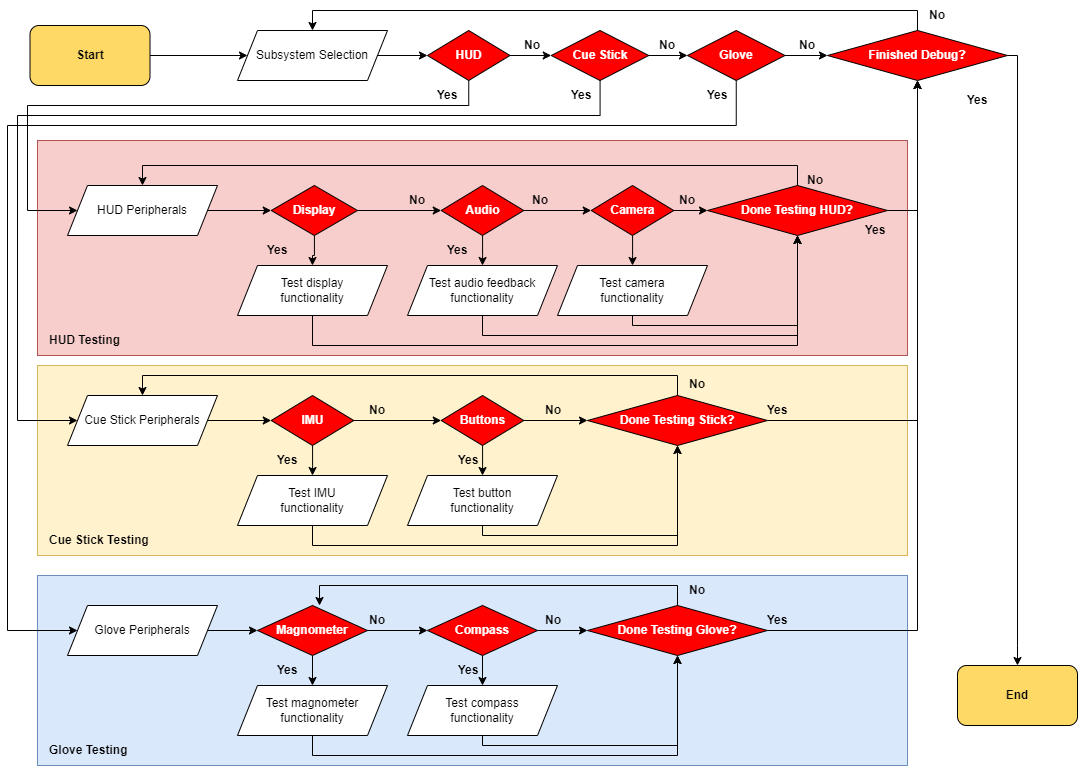 No
Start
Subsystem Selection
HUD
No
Cue Stick
No
Glove
No
Finished Debug?
Yes
Yes
Yes
Yes
No
HUD Peripherals
Display
No
Audio
No
Camera
No
Done Testing HUD?
Yes
Yes
Yes
Test display
functionality
Test audio feedback
functionality
Test camera
functionality
HUD Testing
No
Cue Stick Peripherals
IMU
No
Buttons
No
Done Testing Stick?
Yes
Yes
Yes
Test IMU
functionality
Test button
functionality
Cue Stick Testing
No
Glove Peripherals
Magnometer
No
Compass
No
Done Testing Glove?
Yes
Yes
Yes
Test magnometer
functionality
Test compass
functionality
Glove Testing
End